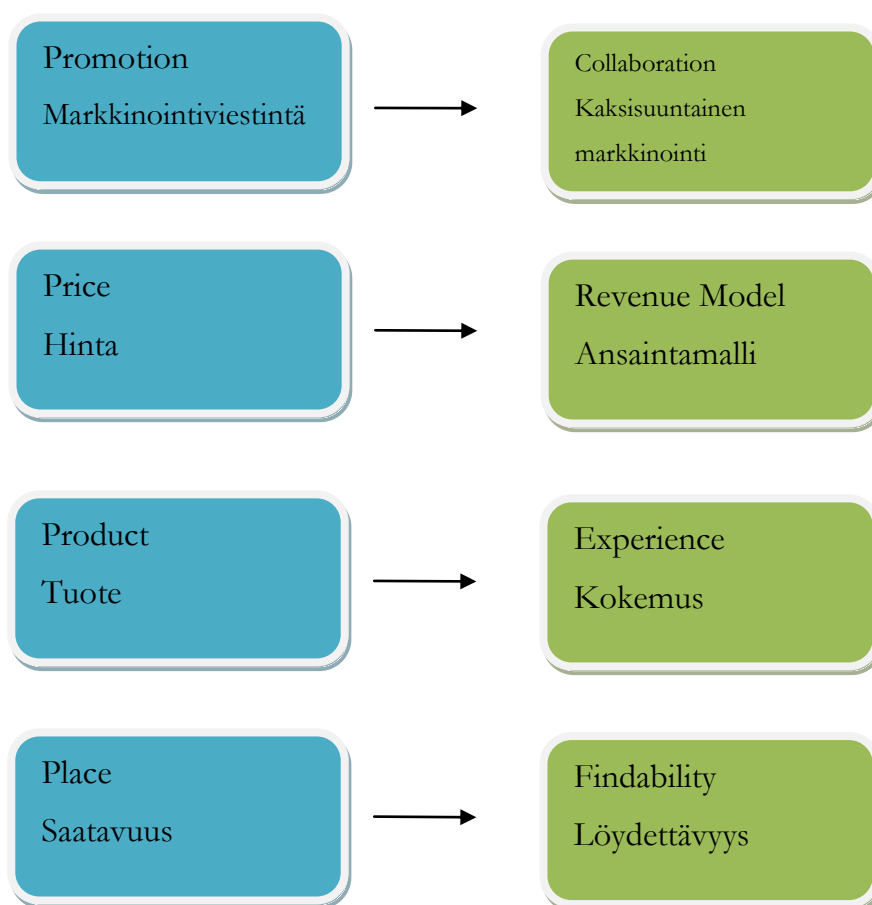 Promotion
Markkinointiviestintä
Collaboration
Kaksisuuntainen
markkinointi
Price
Hinta
Revenue Model
Ansaintamalli
Product
Tuote
Experience
Kokemus
Place
Saatavuus
Findability
Löydettävyys